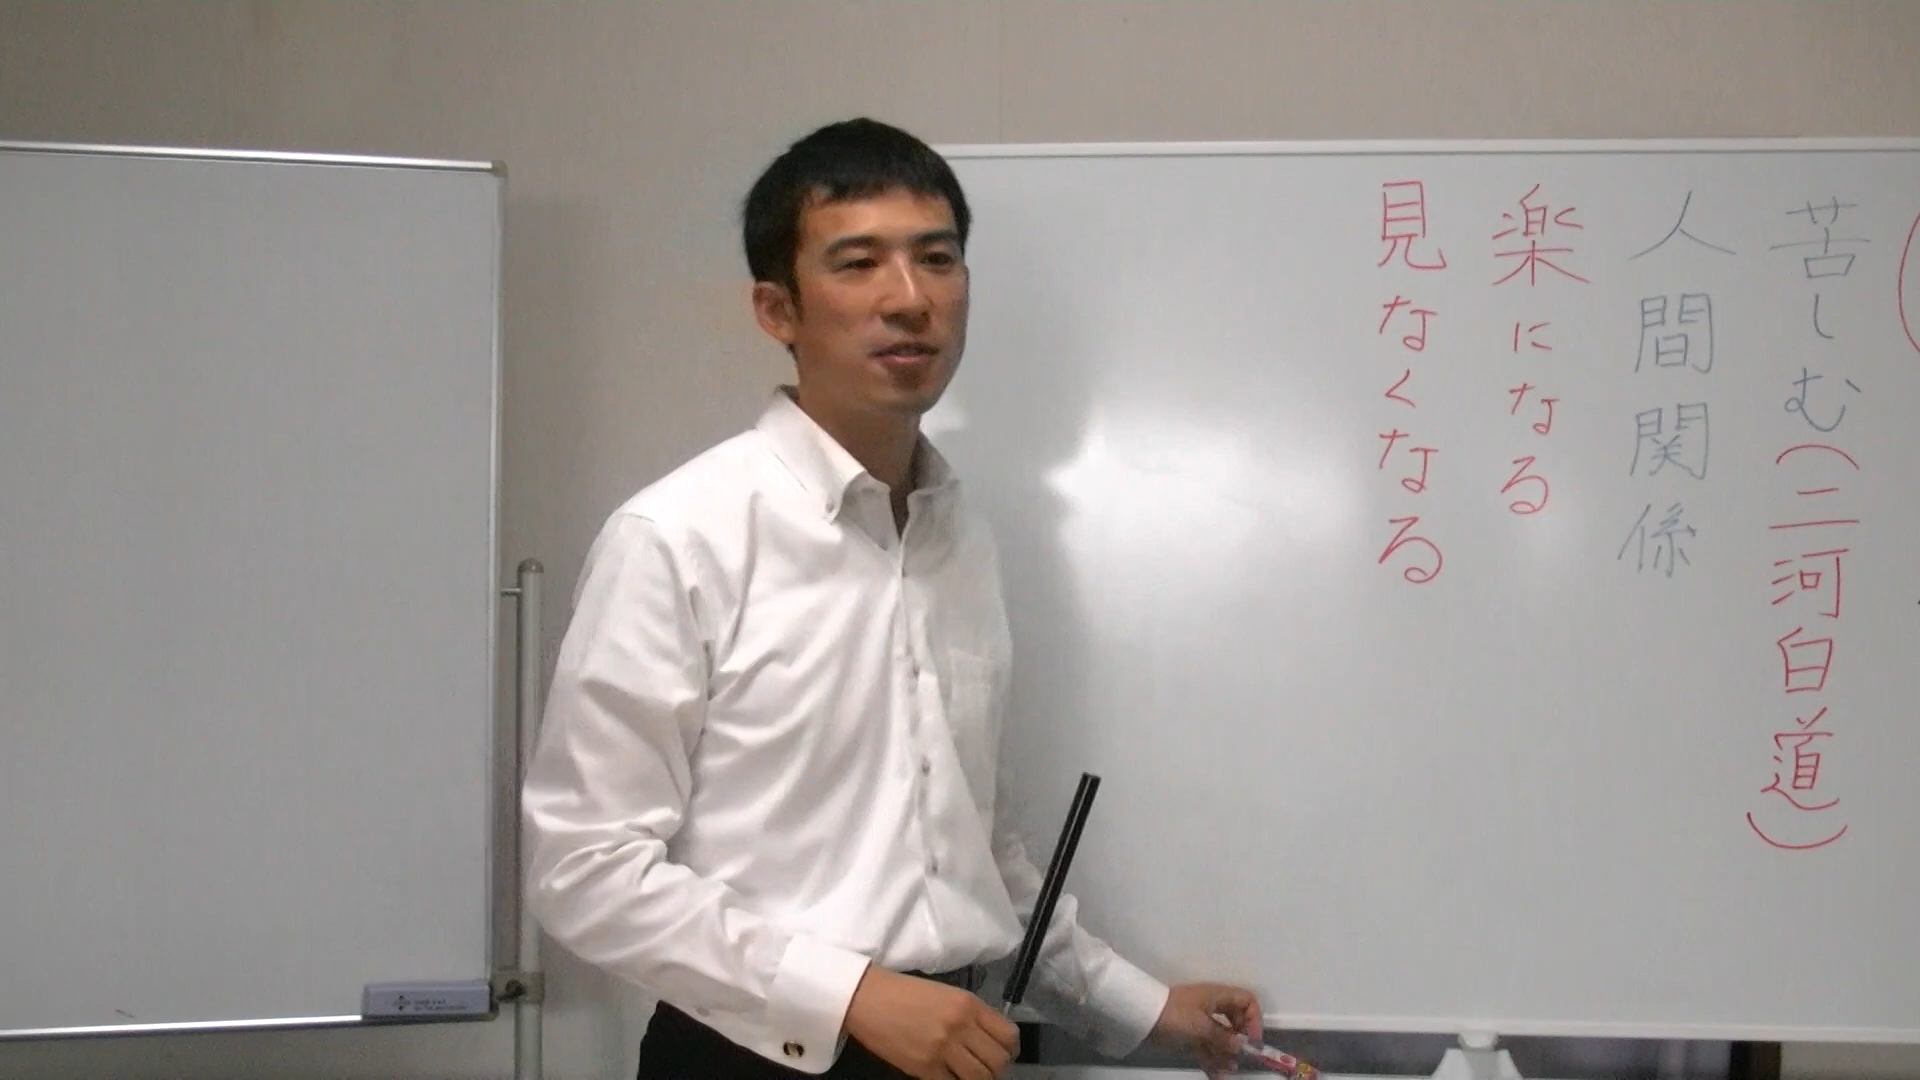 苦しむ(二河白道)
人間関係
楽になる
見なくなる